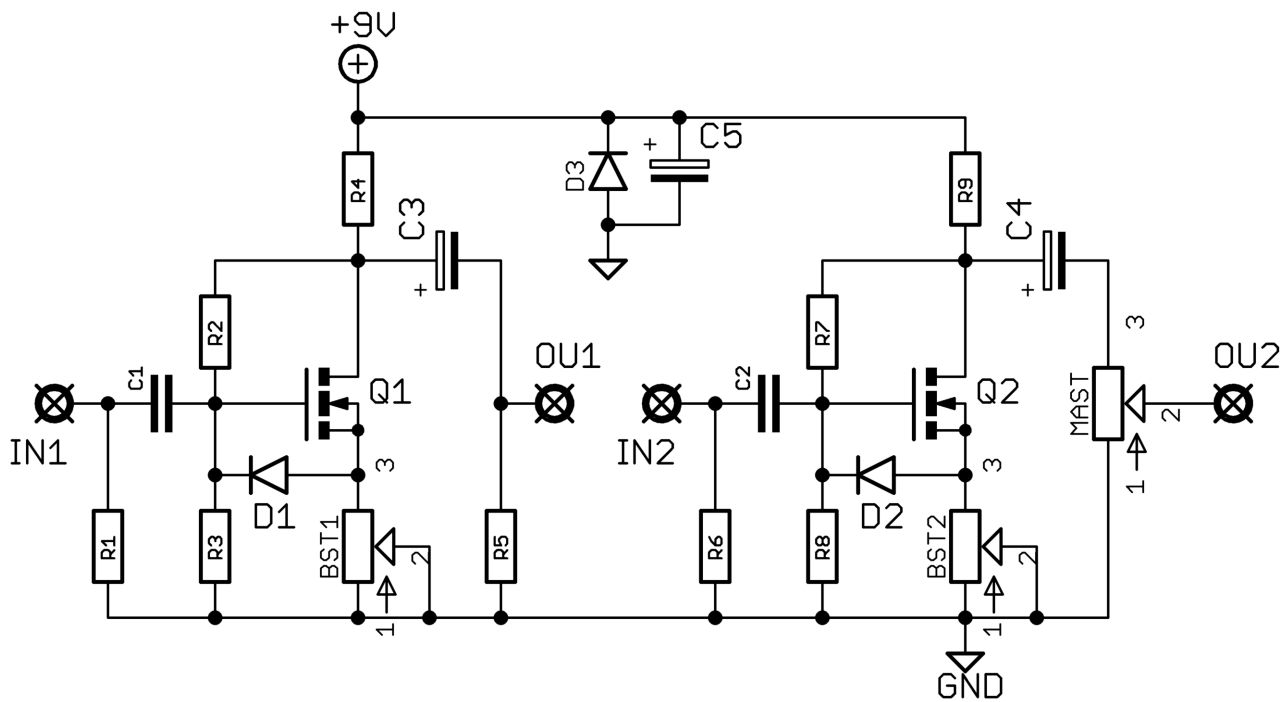 +9V
C5
+
D3
R4
R9
C3
C4
+
+
R2
R7
3
OU1
OU2
C1
Q1
C2
Q2
MAST
2
IN1
IN2
3
3
1
D1
D2
R1
R3
BST1
2
R5
R6
R8
BST2
2
1
1
GND